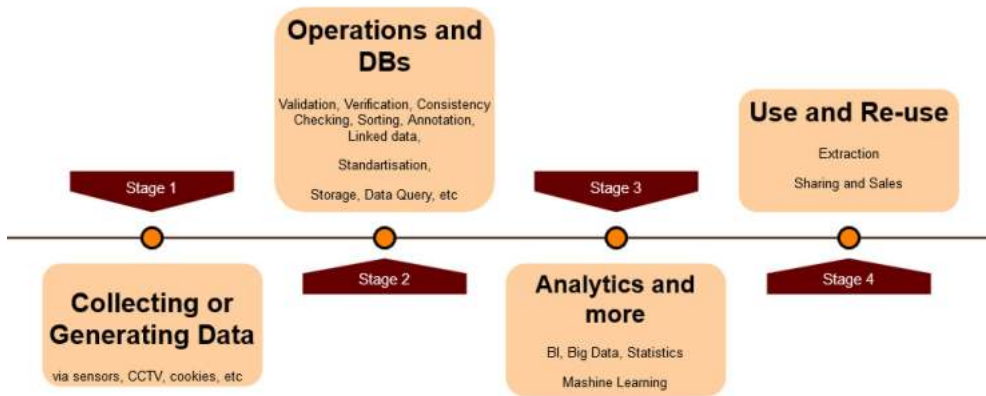 Operations and
DBs
Validation, Verification, Consistency
Checking, Sorting, Annotation,
Linked data,
Standartisation,
Storage, Data Query, etc
Use and Re-use
Extraction
Sharing and Sales
Stage 1
Stage 3
Stage 2
Stage 4
Collecting or
Generating Data
via sensors, CCTV, cookies, etc
Analytics and
more
BI, Big Data, Statistics
Mashine Learning